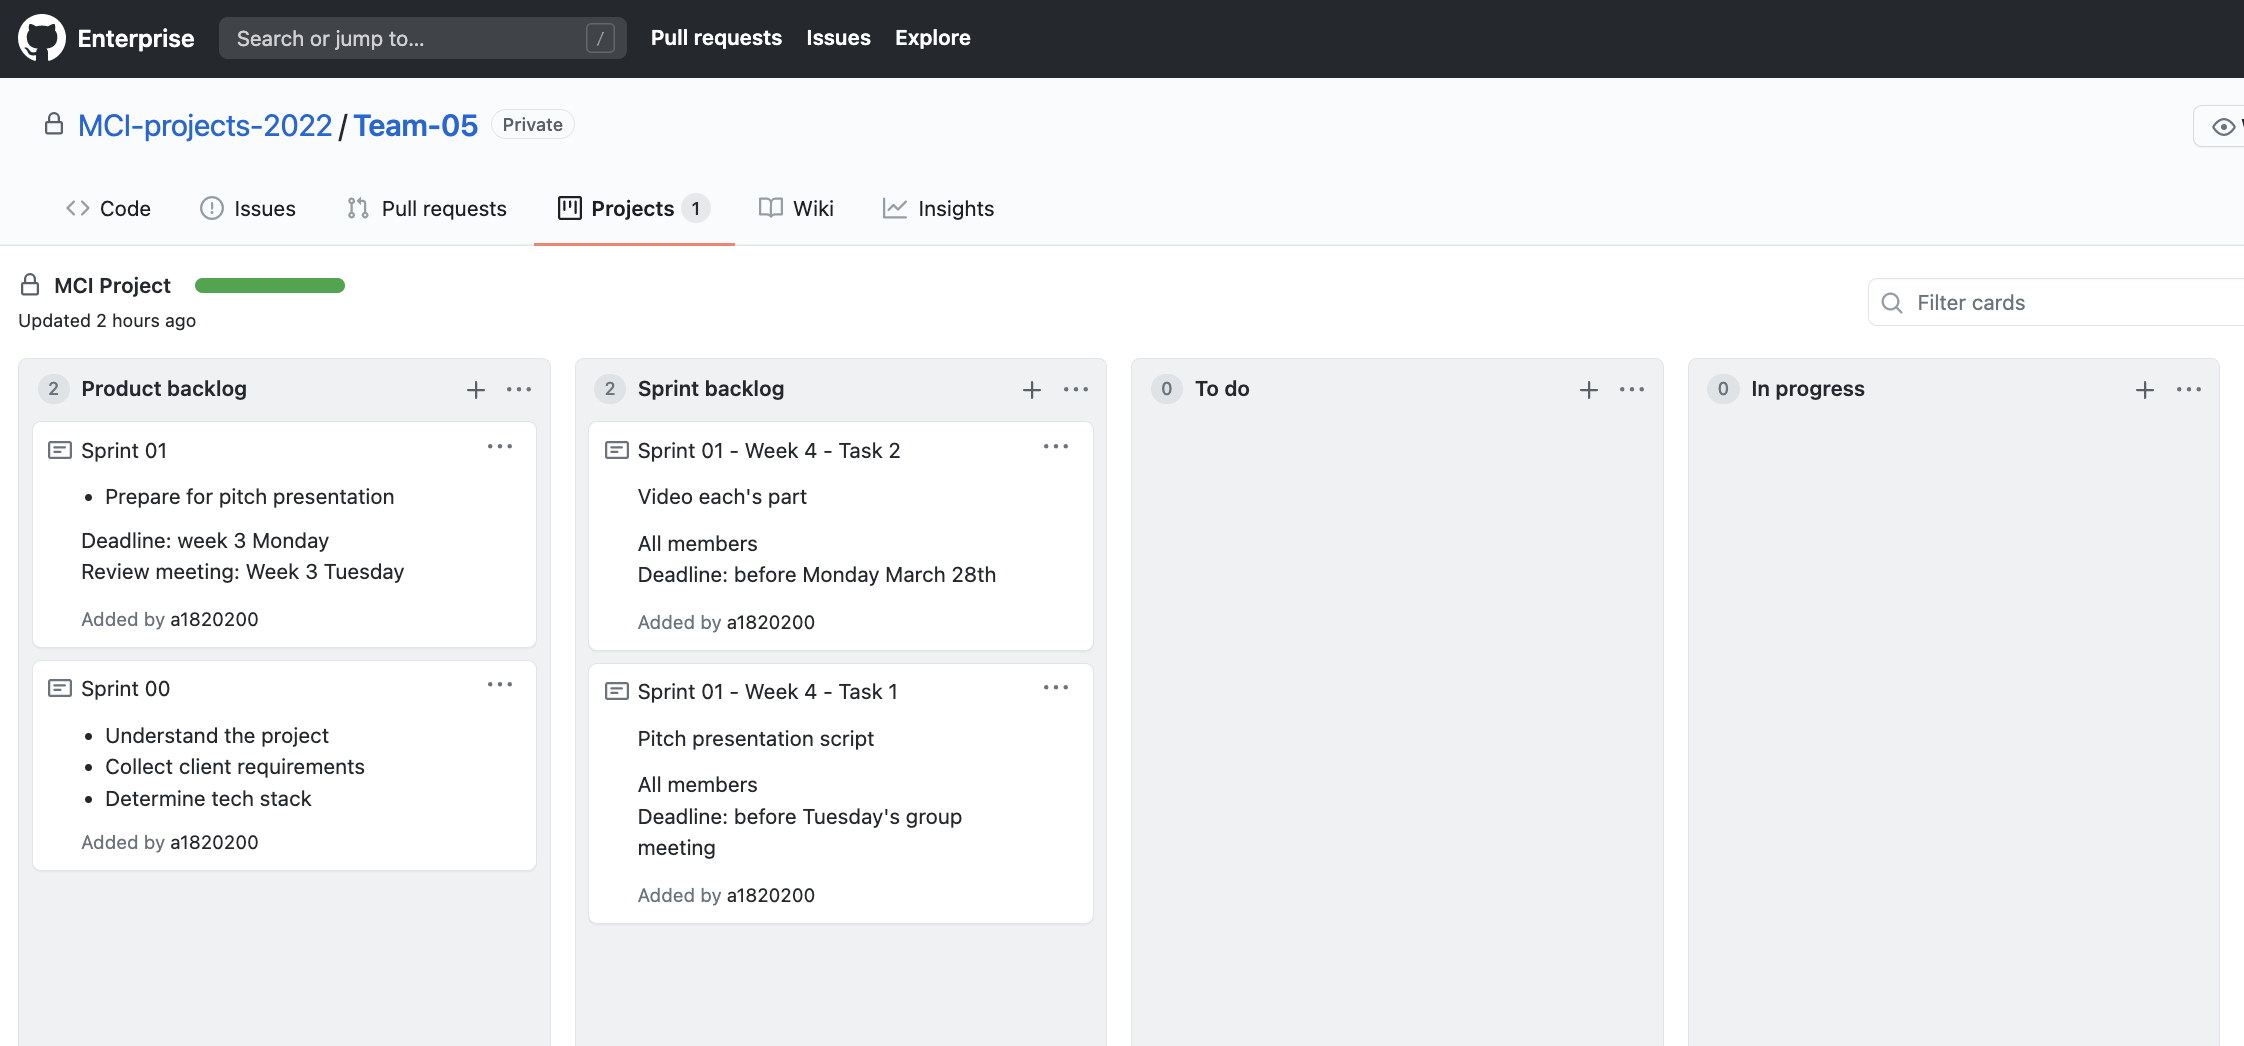 Enterprise
Search or jump to...
/
Pull requests
Issues
Explore
MCI-projects-2022 / Team-05
Private
Code
Issues
Pull requests
Projects 1
Wiki
Insights
MCI Project
Updated 2 hours ago
Filter cards
2 Product backlog
Sprint 01
• Prepare for pitch presentation
Deadline: week 3 Monday
Review meeting: Week 3 Tuesday
Added by a1820200
Sprint 00
• Understand the project
• Collect client requirements
• Determine tech stack
Added by a1820200
2 Sprint backlog
Sprint 01 - Week 4 - Task 2
Video each's part
All members
Deadline: before Monday March 28th
Added by a1820200
Sprint 01 - Week 4 - Task 1
Pitch presentation script
All members
Deadline: before Tuesday's group
meeting
Added by a1820200
0 To do
0 In progress